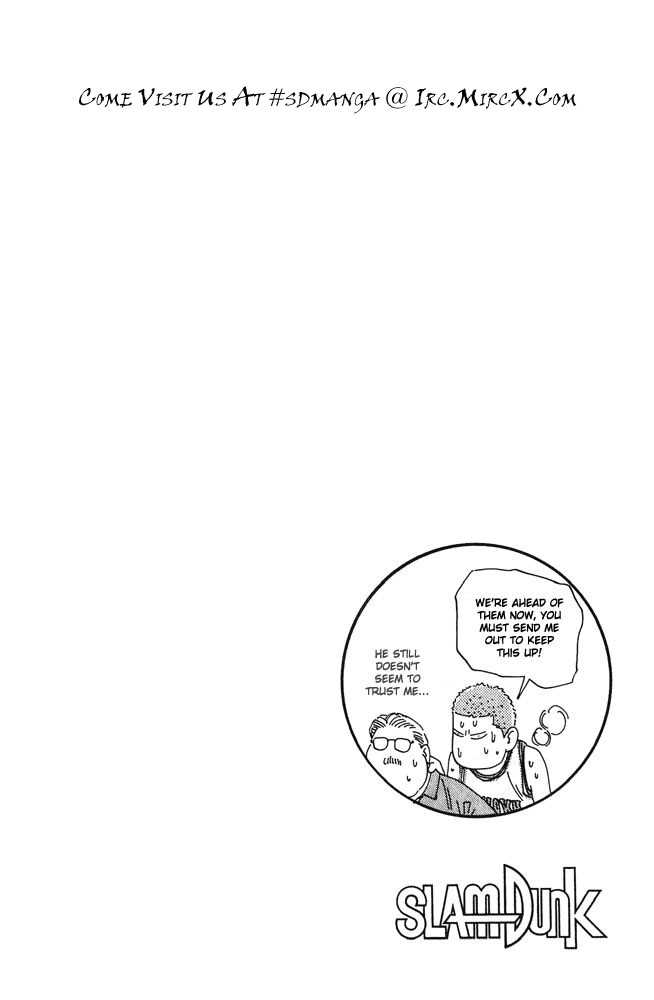 Come Visit Us At #sdmanga @ Irc.MircX.Com
WE'RE AHEAD OF
THEM NOW, YOU
MUST SEND ME
OUT TO KEEP
THIS UP!
HE STILL
DOESN'T
SEEM TO
TRUST ME...
SLAM DUNK